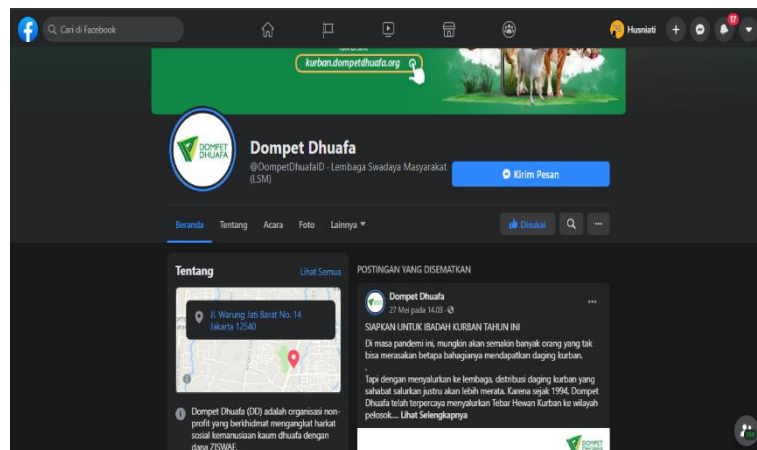 Cari di Facebook
Husniati
17
kurban.dompetdhuafa.org
DOMPET
DHUAFA
Dompet Dhuafa
@DompetDhuafaID - Lembaga Swadaya Masyarakat
(LSM)
Kirim Pesan
Beranda Tentang Acara Foto Lainnya
Disukai
Tentang
Lihat Semua
Jl. Warung Jati Barat No. 14
Jakarta 12540
Dompet Dhuafa (DD) adalah organisasi non-
profit yang berkhidmat mengangkat harkat
sosial kemanusiaan kaum dhuafa dengan
dana ZISWAF.
POSTINGAN YANG DISEMATKAN
Dompet Dhuafa
27 Mei pada 14.03
SIAPKAN UNTUK IBADAH KURBAN TAHUN INI
Di masa pandemi ini, mungkin akan semakin banyak orang yang tak
bisa merasakan betapa bahagianya mendapatkan daging kurban.
.
Tapi dengan menyalurkan ke lembaga, distribusi daging kurban yang
sahabat salurkan justru akan lebih merata. Karena sejak 1994, Dompet
Dhuafa telah terpercaya menyalurkan Tebar Hewan Kurban ke wilayah
pelosok.... Lihat Selengkapnya
DOMPET
DHUAFA